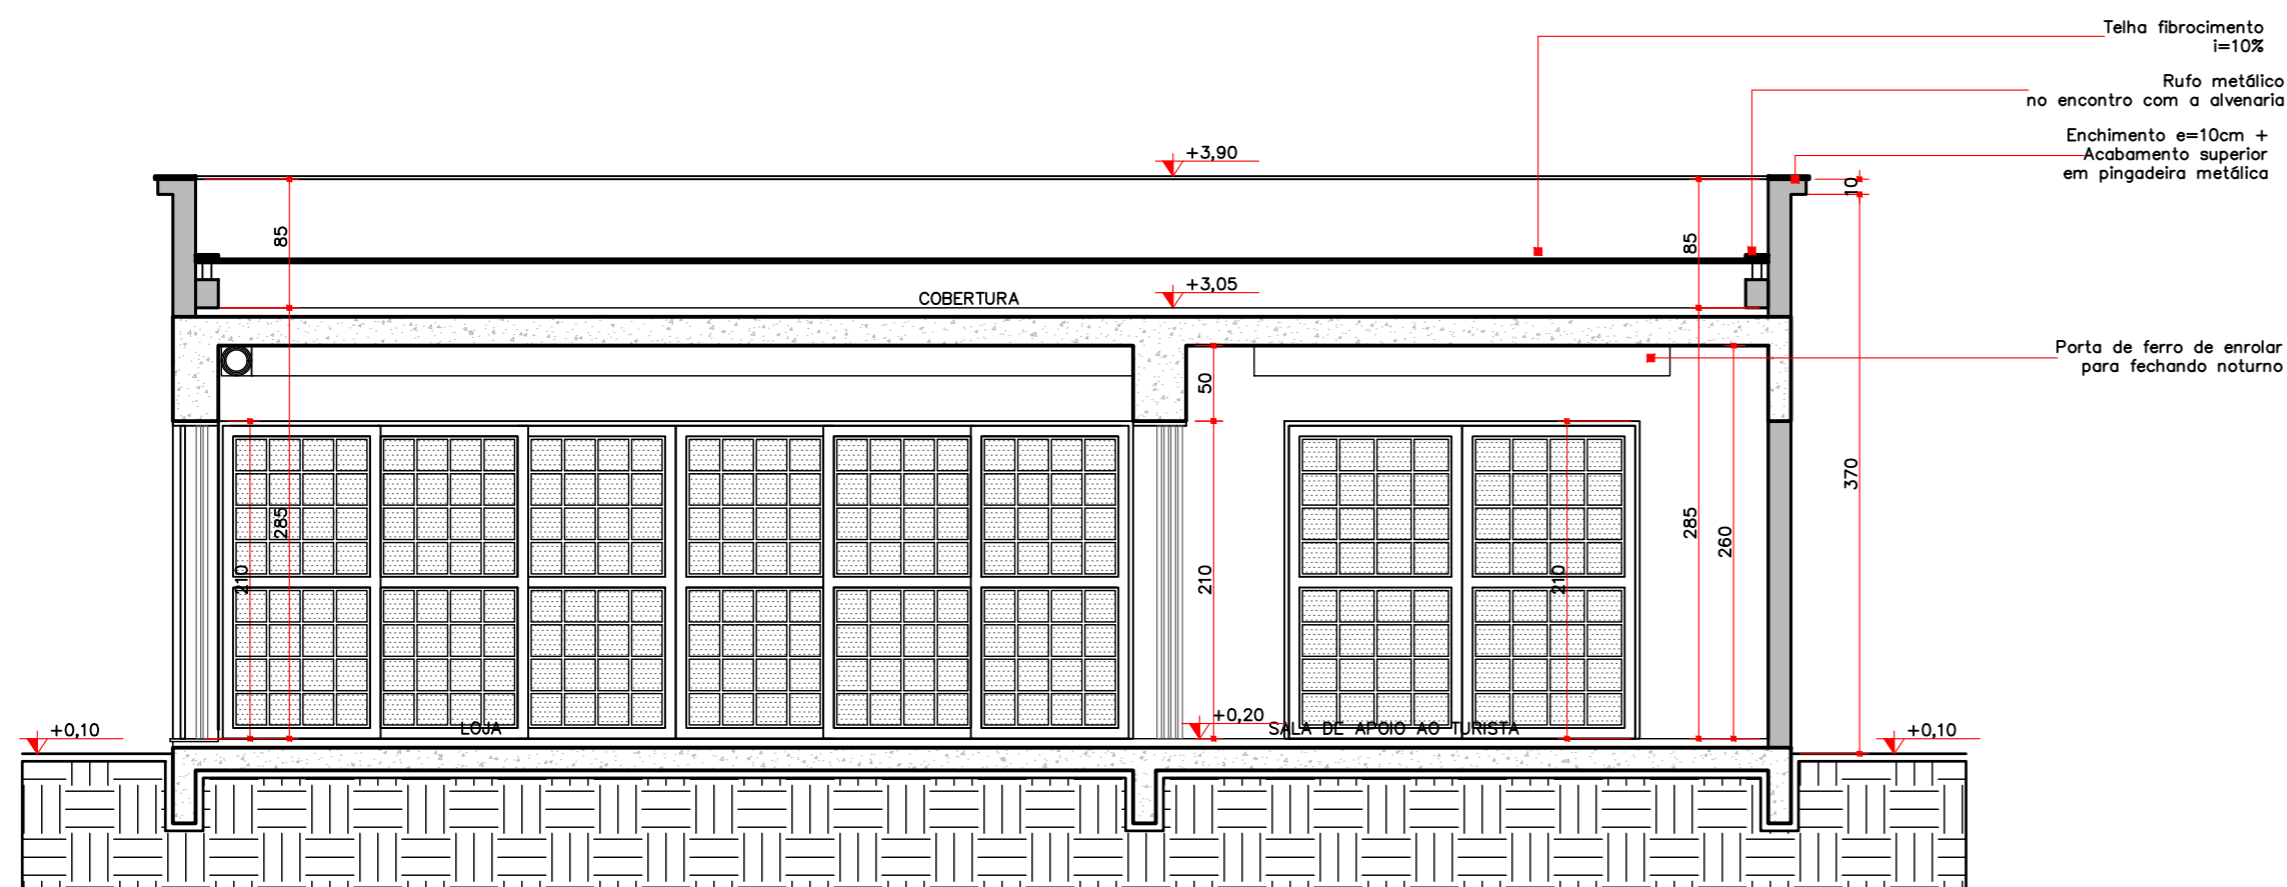 Telha fibrocimento
i=10%
Rufo metálico
no encontro com a alvenaria
Enchimento e=10cm +
Acabamento superior
em pingadeira metálica
+3,90
10
85
85
+3,05
COBERTURA
Porta de ferro de enrolar
para fechando noturno
50
370
285
285
260
210
210
210
+0,20
LOJA
SALA DE APOIO AO TURISTA
+0,10
+0,10